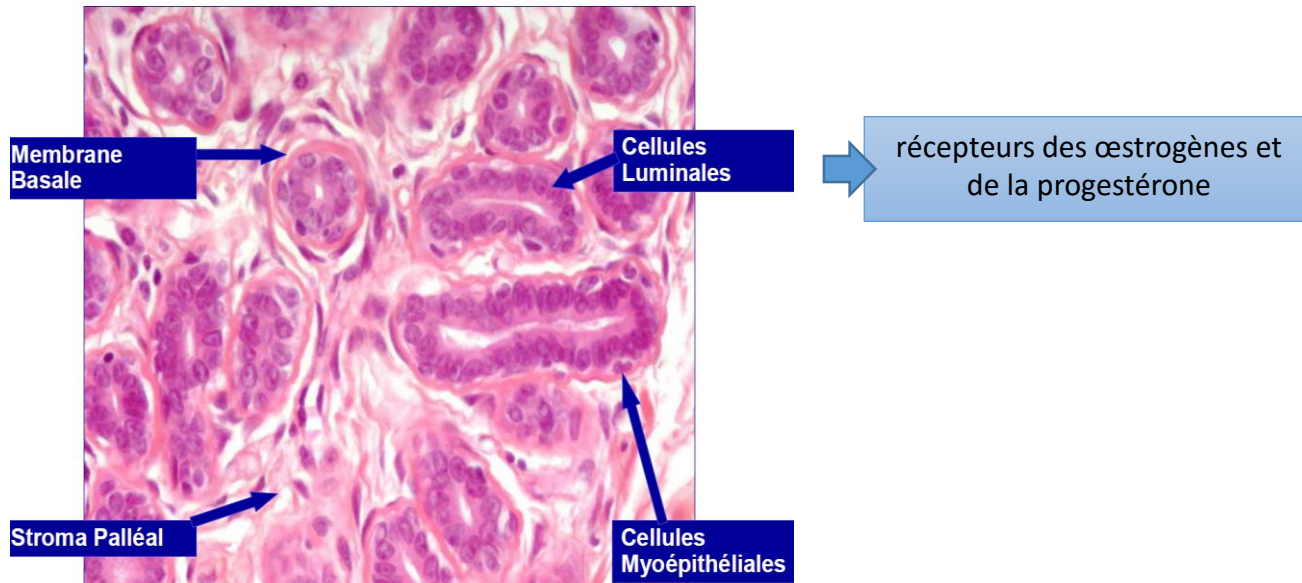 Membrane
Basale
Cellules
Luminales
récepteurs des œstrogènes et
de la progestérone
Stroma Palléal
Cellules
Myoépithéliales